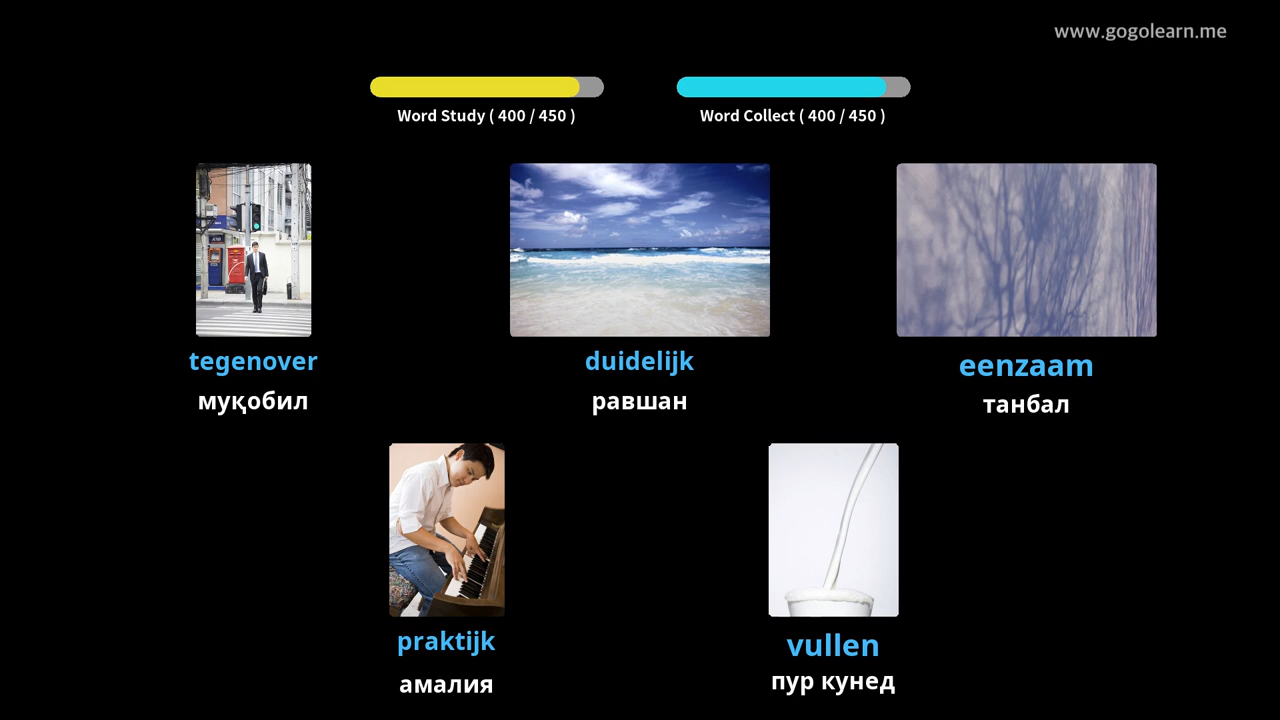 www.gogolearn.me
Word Study ( 400 / 450 )
Word Collect ( 400 / 450 )
tegenover
муқобил
duidelijk
равшан
eenzaam
танбал
praktijk
амалия
vullen
пур кунед